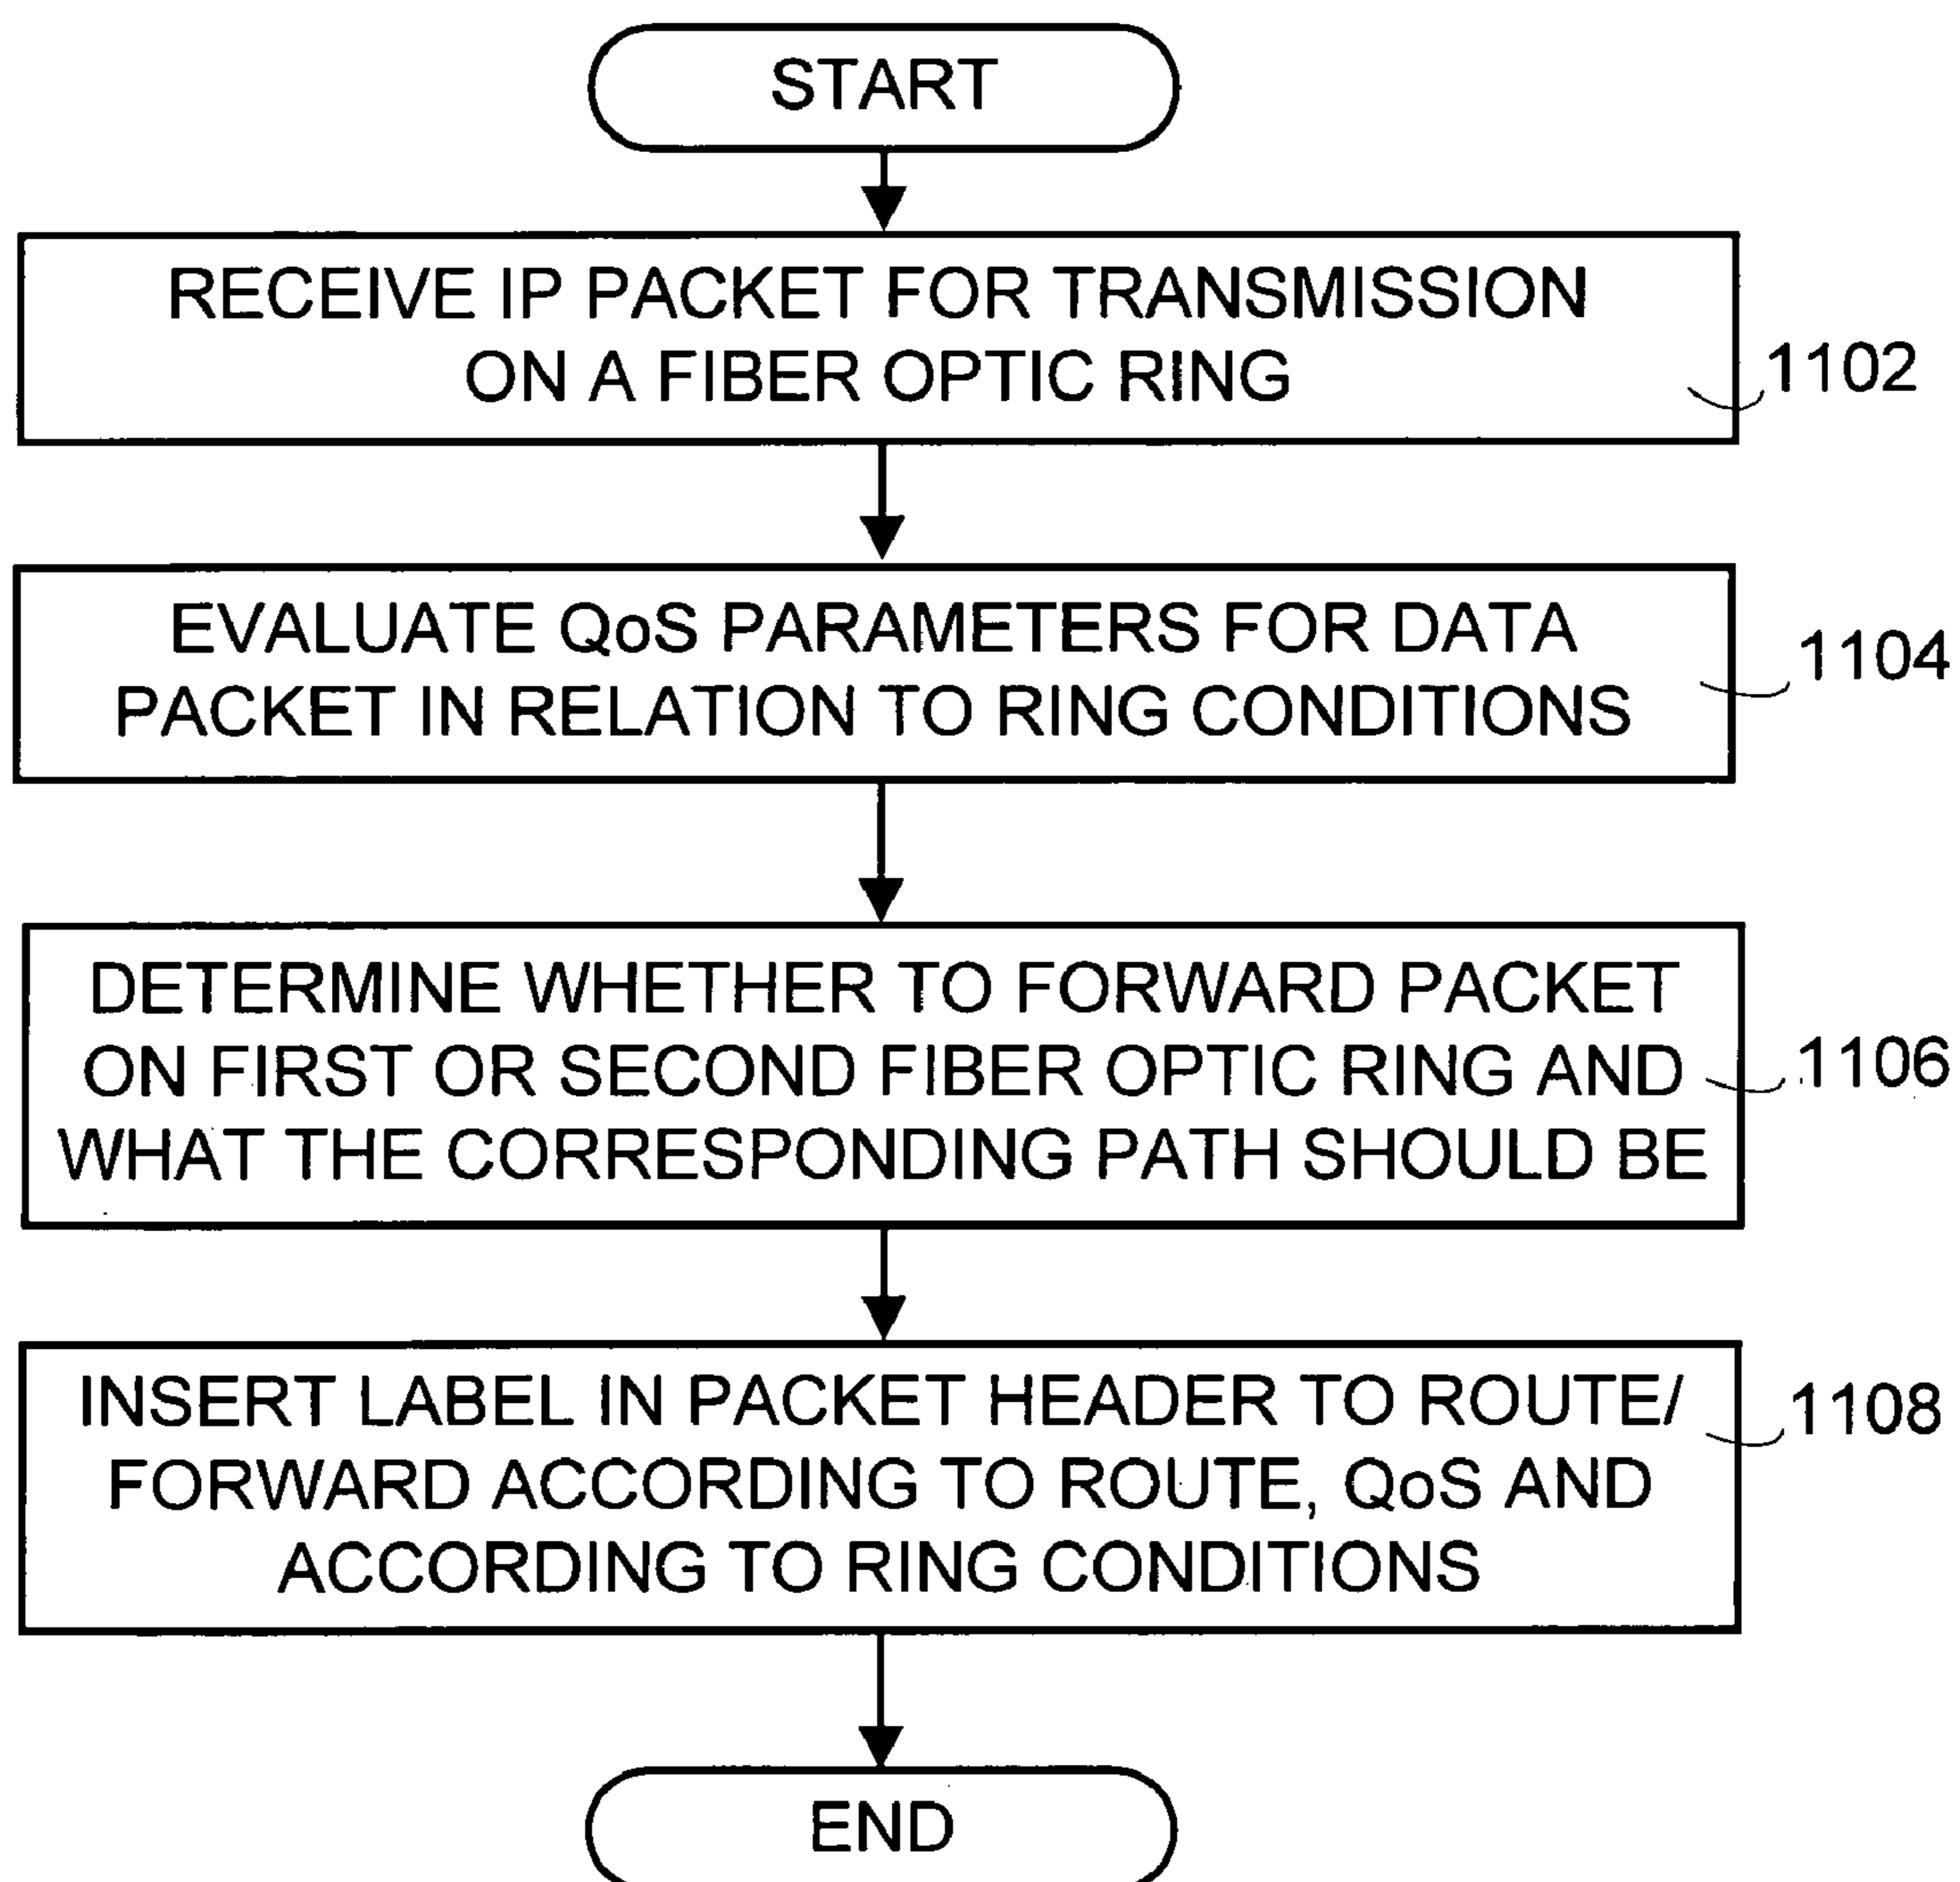 START
RECEIVE IP PACKET FOR TRANSMISSION
ON A FIBER OPTIC RING
1102
EVALUATE QoS PARAMETERS FOR DATA
PACKET IN RELATION TO RING CONDITIONS
1104
DETERMINE WHETHER TO FORWARD PACKET
ON FIRST OR SECOND FIBER OPTIC RING AND
WHAT THE CORRESPONDING PATH SHOULD BE
1106
INSERT LABEL IN PACKET HEADER TO ROUTE/
FORWARD ACCORDING TO ROUTE, QoS AND
ACCORDING TO RING CONDITIONS
1108
END